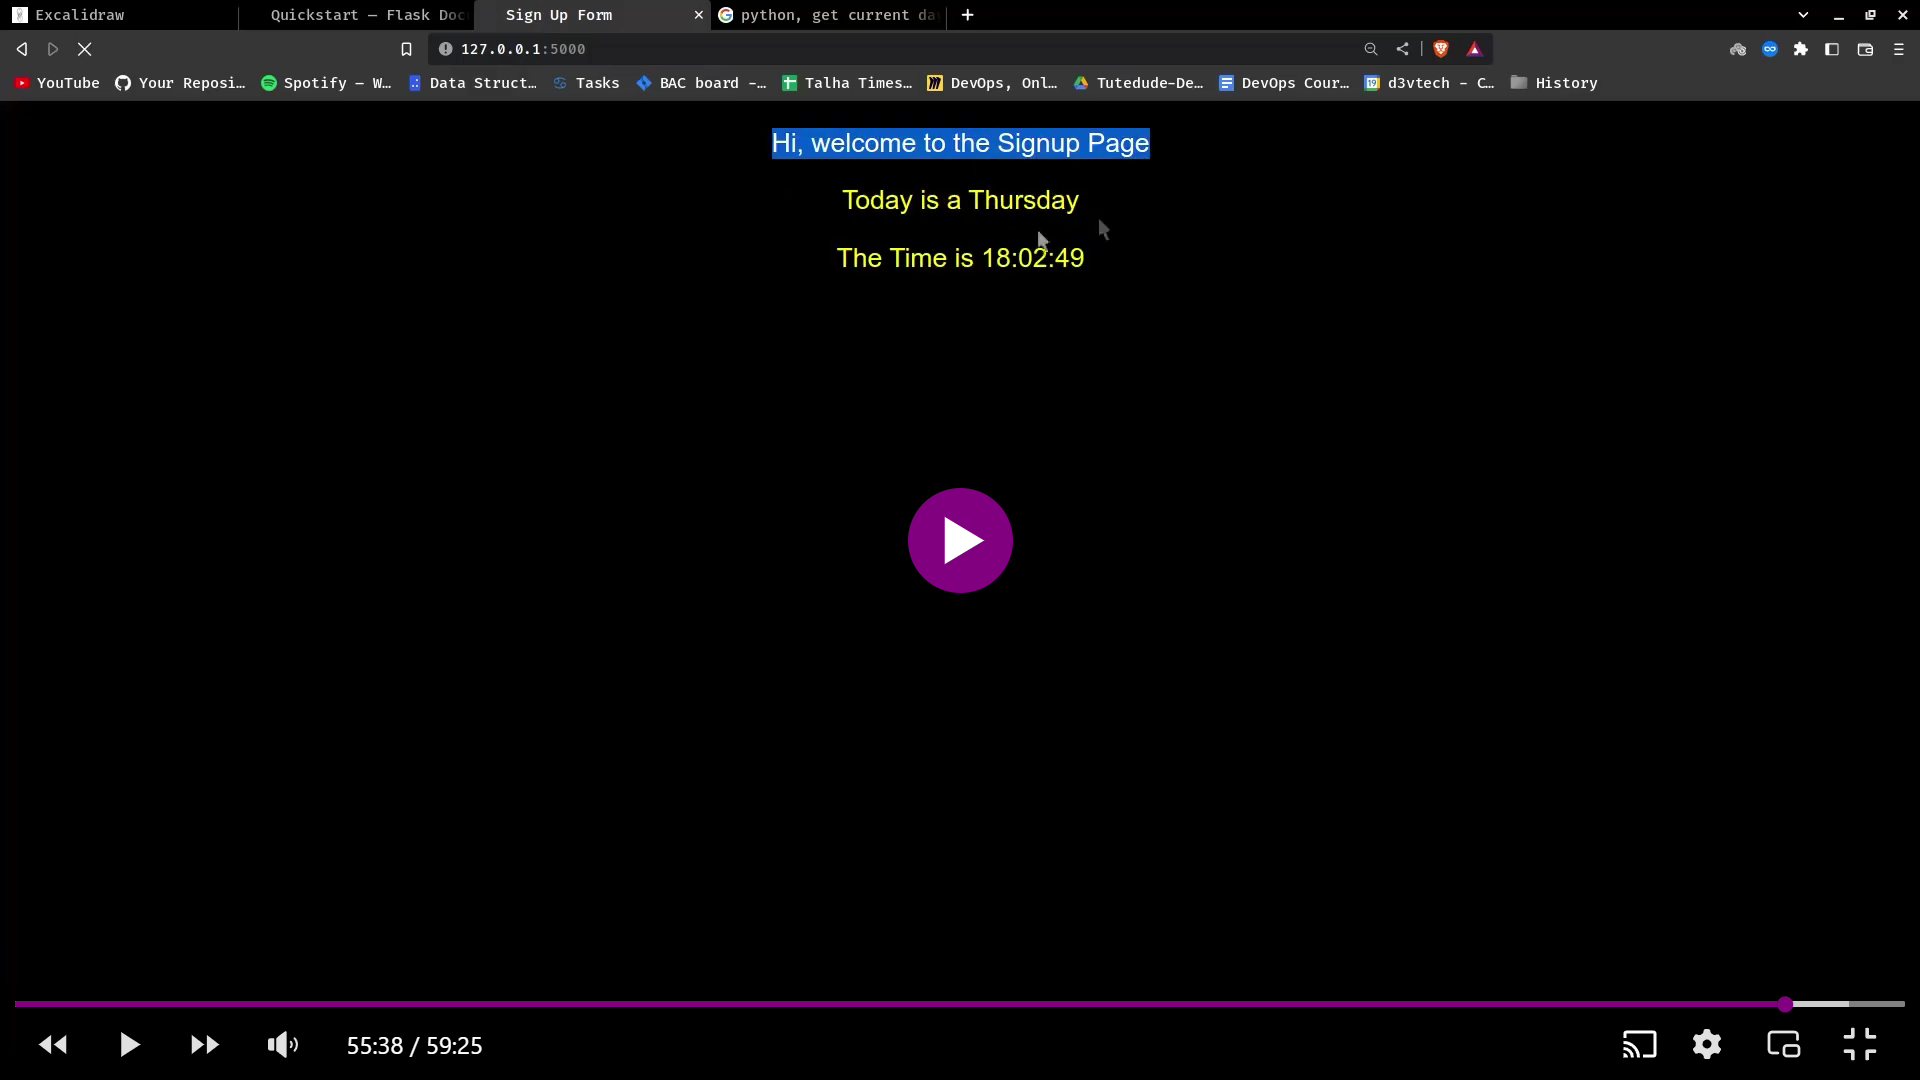 Excalidraw
Quickstart — Flask Doc
Sign Up Form
python, get current da
127.0.0.1:5000
YouTube
Your Reposi…
Spotify – W…
Data Struct…
Tasks
BAC board -…
Talha Times…
DevOps, Onl…
Tutedude-De…
DevOps Cour…
19
d3vtech - C…
History
Hi, welcome to the Signup Page
Today is a Thursday
The Time is 18:02:49
55:38 / 59:25